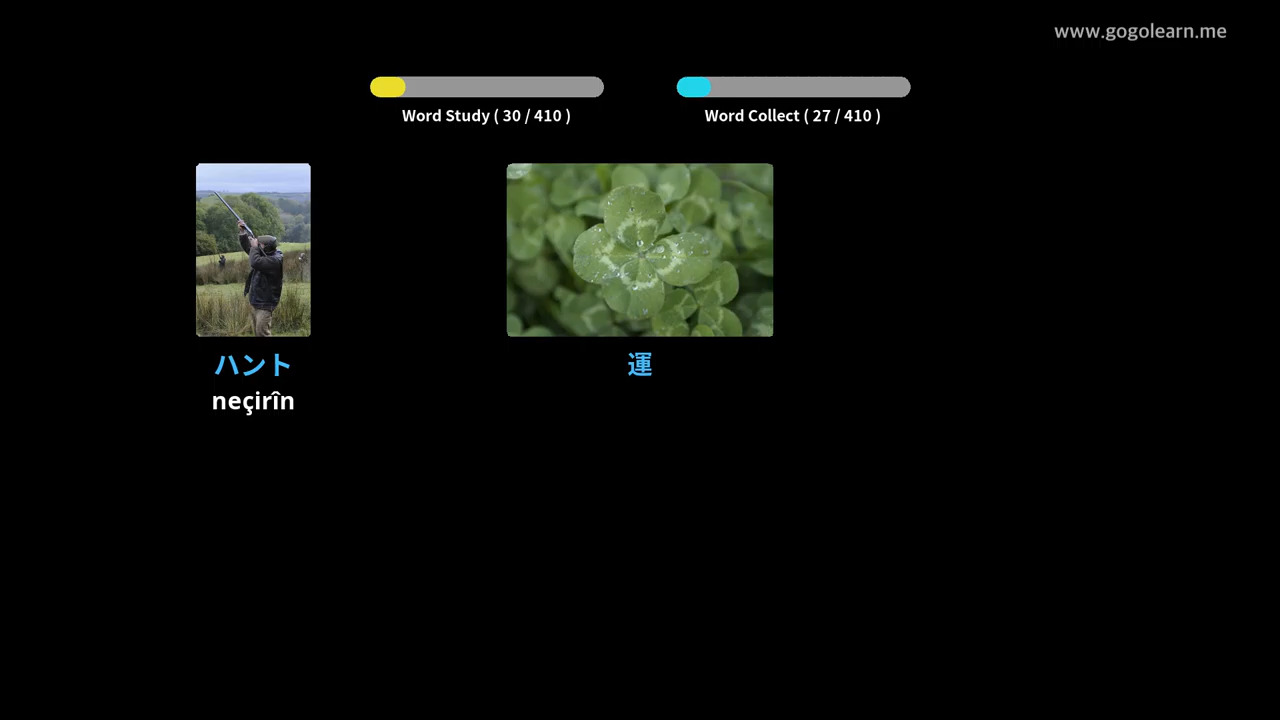 www.gogolearn.me
Word Study ( 30 / 410 )
Word Collect ( 27 / 410 )
ハント
neçirîn
運